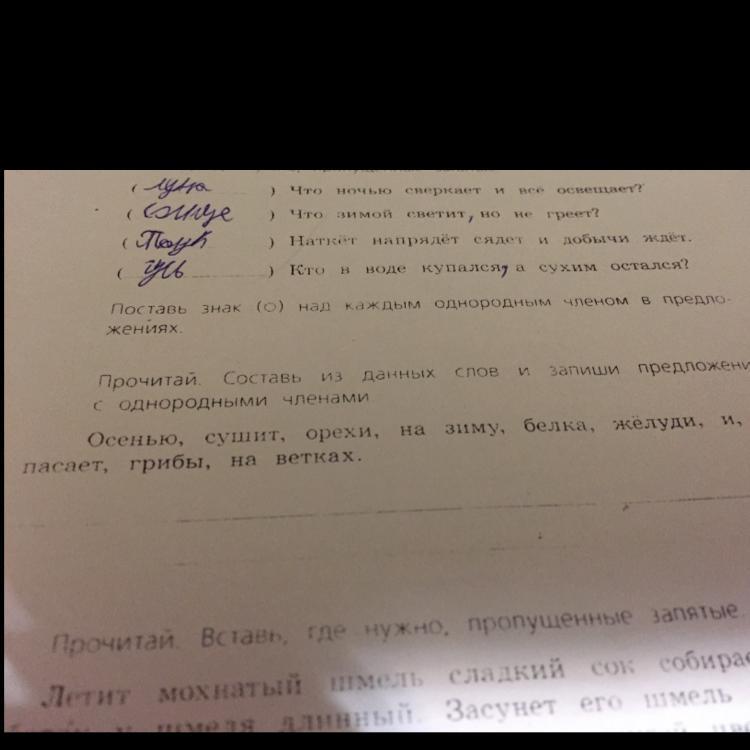 ( луна ) Что ночью сверкает и всё освещает?
( Солнце ) Что зимой светит, но не греет?
( Паук ) Наткёт напрядёт сядет и добычи ждёт.
( гусь ) Кто в воде купался, а сухим остался?
Поставь знак (○) над каждым однородным членом в предло-
жениях.
Прочитай. Составь из данных слов и запиши предложени
с однородными членами.
Осенью, сушит, орехи, на зиму, белка, жёлуди, и,
пасает, грибы, на ветках.
Прочитай. Вставь, где нужно, пропущенные запятые.
Летит мохнатый шмель сладкий сок собирае
у шмеля длинный. Засунет его шмель